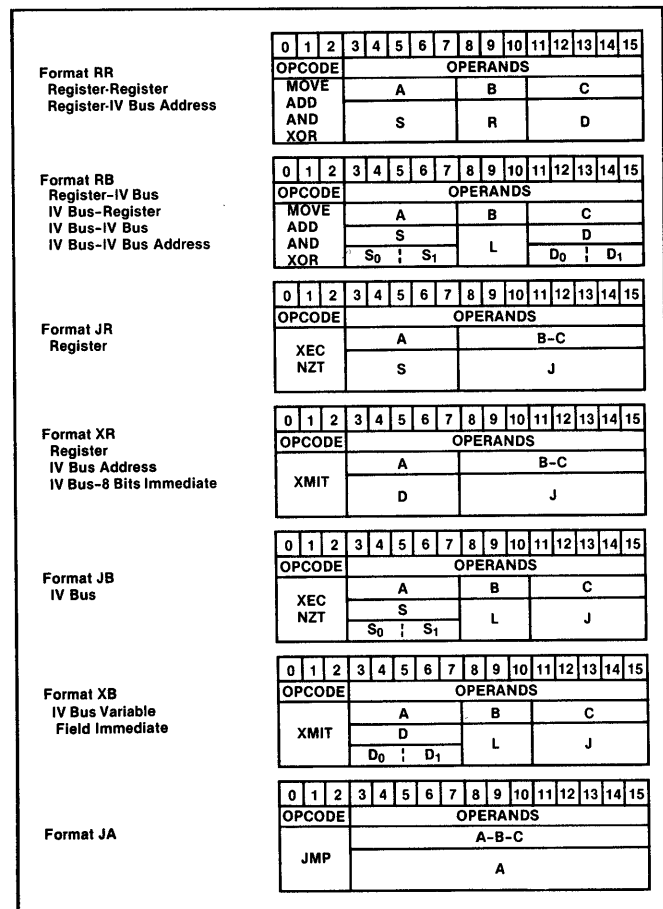 Format RR
Register-Register
Register-IV Bus Address
0 1 2 3 4 5 6 7 8 9 10 11 12 13 14 15
OPCODE OPERANDS
MOVE
ADD
AND
XOR
A B C
S R D
Format RB
Register-IV Bus
IV Bus-Register
IV Bus-IV Bus
IV Bus-IV Bus Address
0 1 2 3 4 5 6 7 8 9 10 11 12 13 14 15
OPCODE OPERANDS
MOVE
ADD
AND
XOR
A B C
S L D
S0 S1 D0 D1
Format JR
Register
0 1 2 3 4 5 6 7 8 9 10 11 12 13 14 15
OPCODE OPERANDS
XEC
NZT
A B-C
S J
Format XR
Register
IV Bus Address
IV Bus-8 Bits Immediate
0 1 2 3 4 5 6 7 8 9 10 11 12 13 14 15
OPCODE OPERANDS
XMIT
A B-C
D J
Format JB
IV Bus
0 1 2 3 4 5 6 7 8 9 10 11 12 13 14 15
OPCODE OPERANDS
XEC
NZT
A B C
S L J
S0 S1
Format XB
IV Bus Variable
Field Immediate
0 1 2 3 4 5 6 7 8 9 10 11 12 13 14 15
OPCODE OPERANDS
XMIT
A B C
D L J
D0 D1
Format JA
0 1 2 3 4 5 6 7 8 9 10 11 12 13 14 15
OPCODE OPERANDS
JMP
A-B-C
A